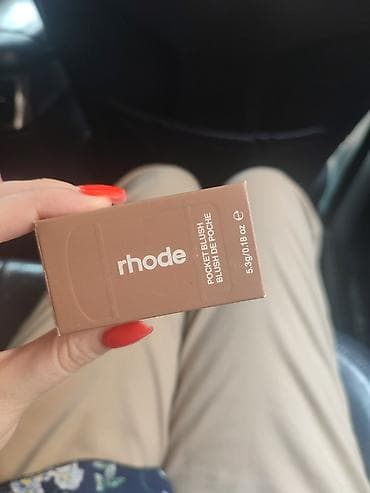 rhode
POCKET BLUSH
BLUSH DE POCHE
5.3g/0.18 oz ℮